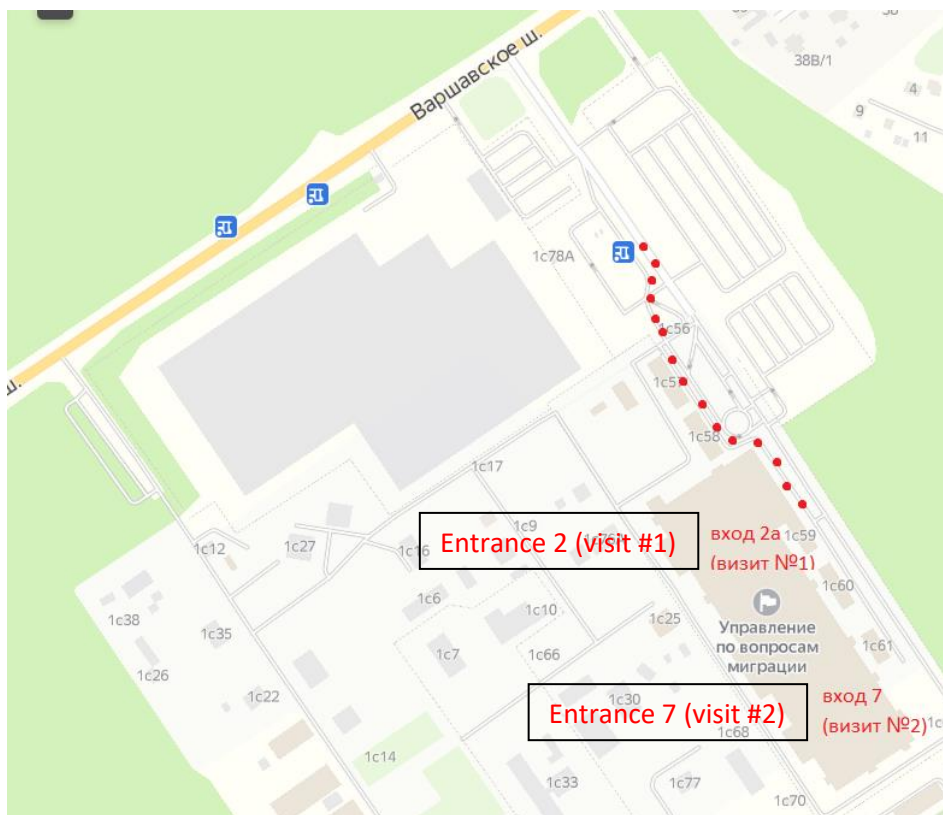 38В/1
4
9
11
Варшавское ш.
1с78А
1с56
1с57
1с58
ш.
1с17
1с9
Entrance 2 (visit #1)
вход 2а
(визит №1)
1с59
1с12
1с27
1с16
1с60
1с6
1с10
1с25
Управление
по вопросам
миграции
1с38
1с35
1с7
1с66
1с61
1с26
1с22
Entrance 7 (visit #2)
1с30
вход 7
(визит №2)
1с68
1с14
1с33
1с77
1с70